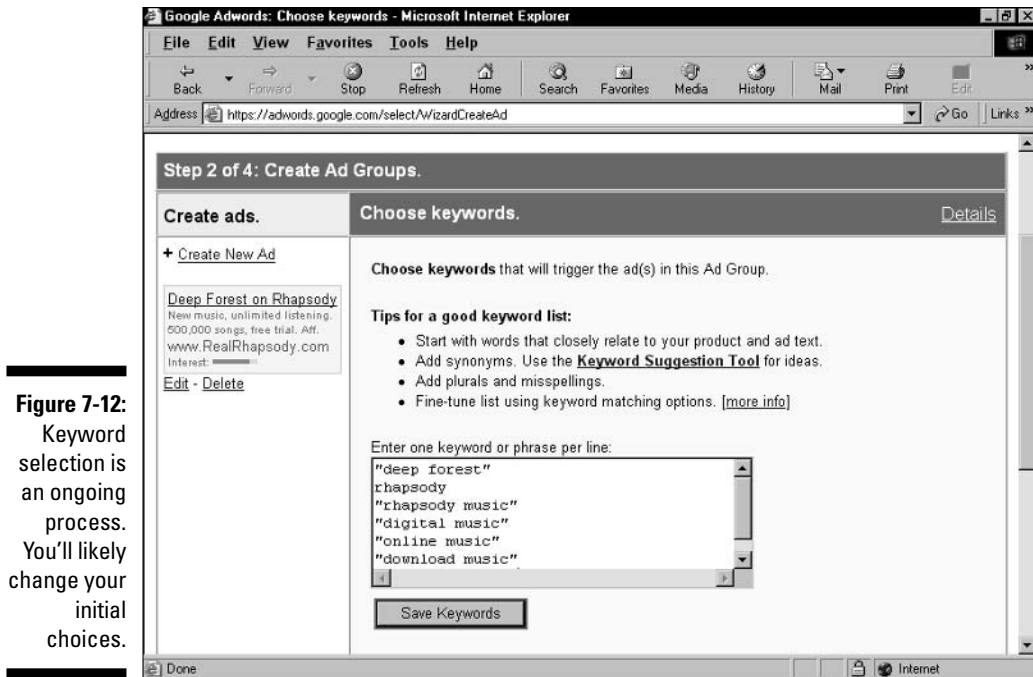 Google Adwords: Choose keywords - Microsoft Internet Explorer
File Edit View Favorites Tools Help
Back Forward Stop Refresh Home Search Favorites Media History Mail Print Edit
Address https://adwords.google.com/select/WizardCreateAd Go Links »
Step 2 of 4: Create Ad Groups.
Create ads.
Choose keywords. Details
+ Create New Ad
Deep Forest on Rhapsody
New music, unlimited listening.
500,000 songs, free trial. Aff.
www.RealRhapsody.com
Interest:
Edit - Delete
Choose keywords that will trigger the ad(s) in this Ad Group.
Tips for a good keyword list:
• Start with words that closely relate to your product and ad text.
• Add synonyms. Use the Keyword Suggestion Tool for ideas.
• Add plurals and misspellings.
• Fine-tune list using keyword matching options. [more info]
Enter one keyword or phrase per line:
"deep forest"
rhapsody
"rhapsody music"
"digital music"
"online music"
"download music"
Save Keywords
Done Internet
Figure 7-12:
Keyword
selection is
an ongoing
process.
You'll likely
change your
initial
choices.